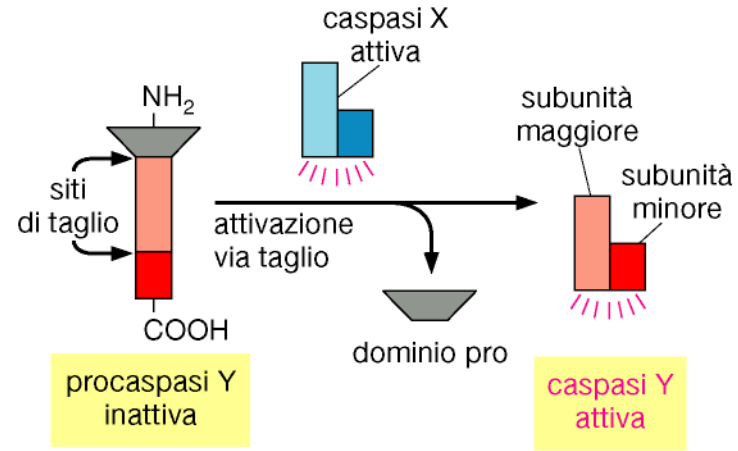 caspasi X
attiva
NH₂
siti
di taglio
COOH
procaspasi Y
inattiva
attivazione
via taglio
dominio pro
subunità
maggiore
subunità
minore
caspasi Y
attiva